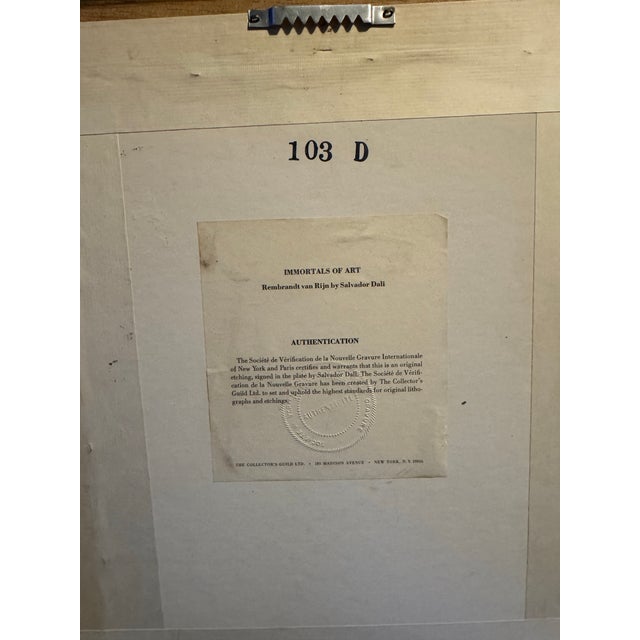 103 D
IMMORTALS OF ART
Rembrandt van Rijn by Salvador Dali
AUTHENTICATION
The Société de Vérification de la Nouvelle Gravure Internationale
of New York and Paris certifies and warrants that this is an original
etching, signed in the plate by Salvador Dali. The Société de Vérifi-
cation de la Nouvelle Gravure has been created by The Collector's
Guild Ltd. to set and uphold the highest standards for original litho-
graphs and etchings.
THE COLLECTOR'S GUILD LTD. • MADISON AVENUE • NEW YORK, N.Y.